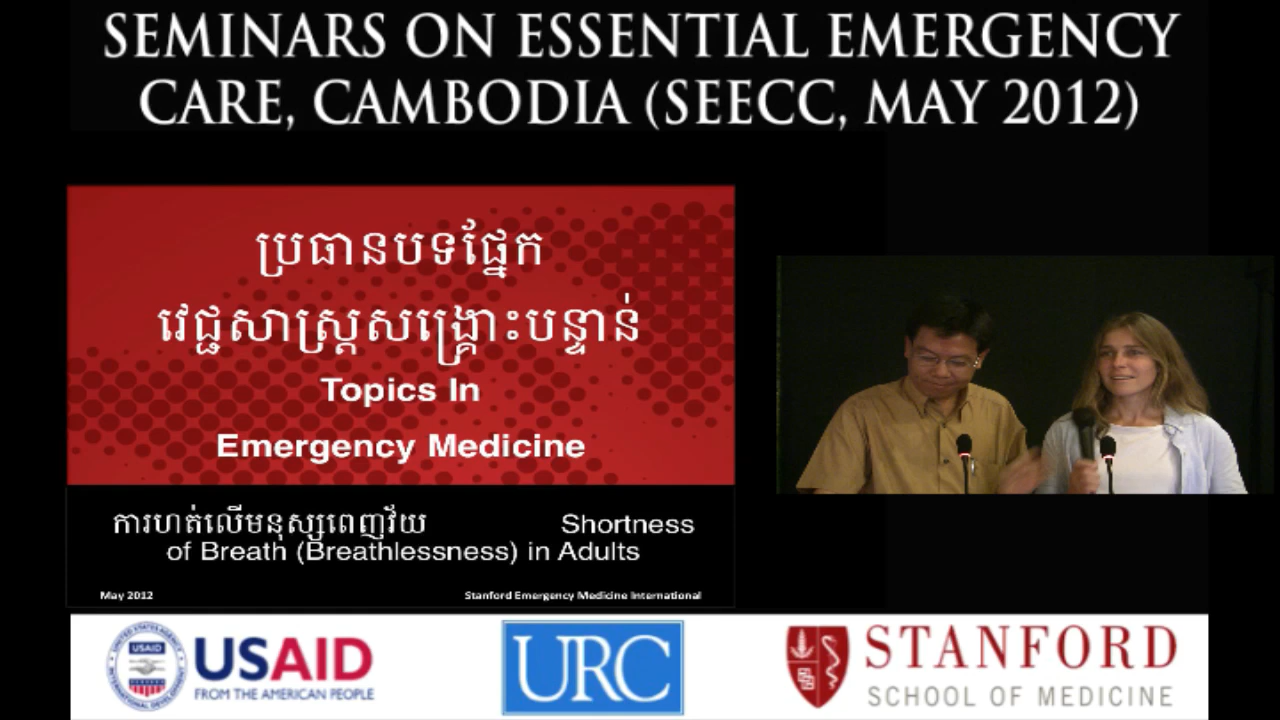 SEMINARS ON ESSENTIAL EMERGENCY
CARE, CAMBODIA (SEECC, MAY 2012)
ប្រធានបទផ្នែក
វេជ្ជសាស្ត្រសង្គ្រោះបន្ទាន់
Topics In
Emergency Medicine
ការហត់លើមនុស្សពេញវ័យ Shortness
of Breath (Breathlessness) in Adults
May 2012 Stanford Emergency Medicine International
USAID
USAID
FROM THE AMERICAN PEOPLE
URC
STANFORD
SCHOOL OF MEDICINE